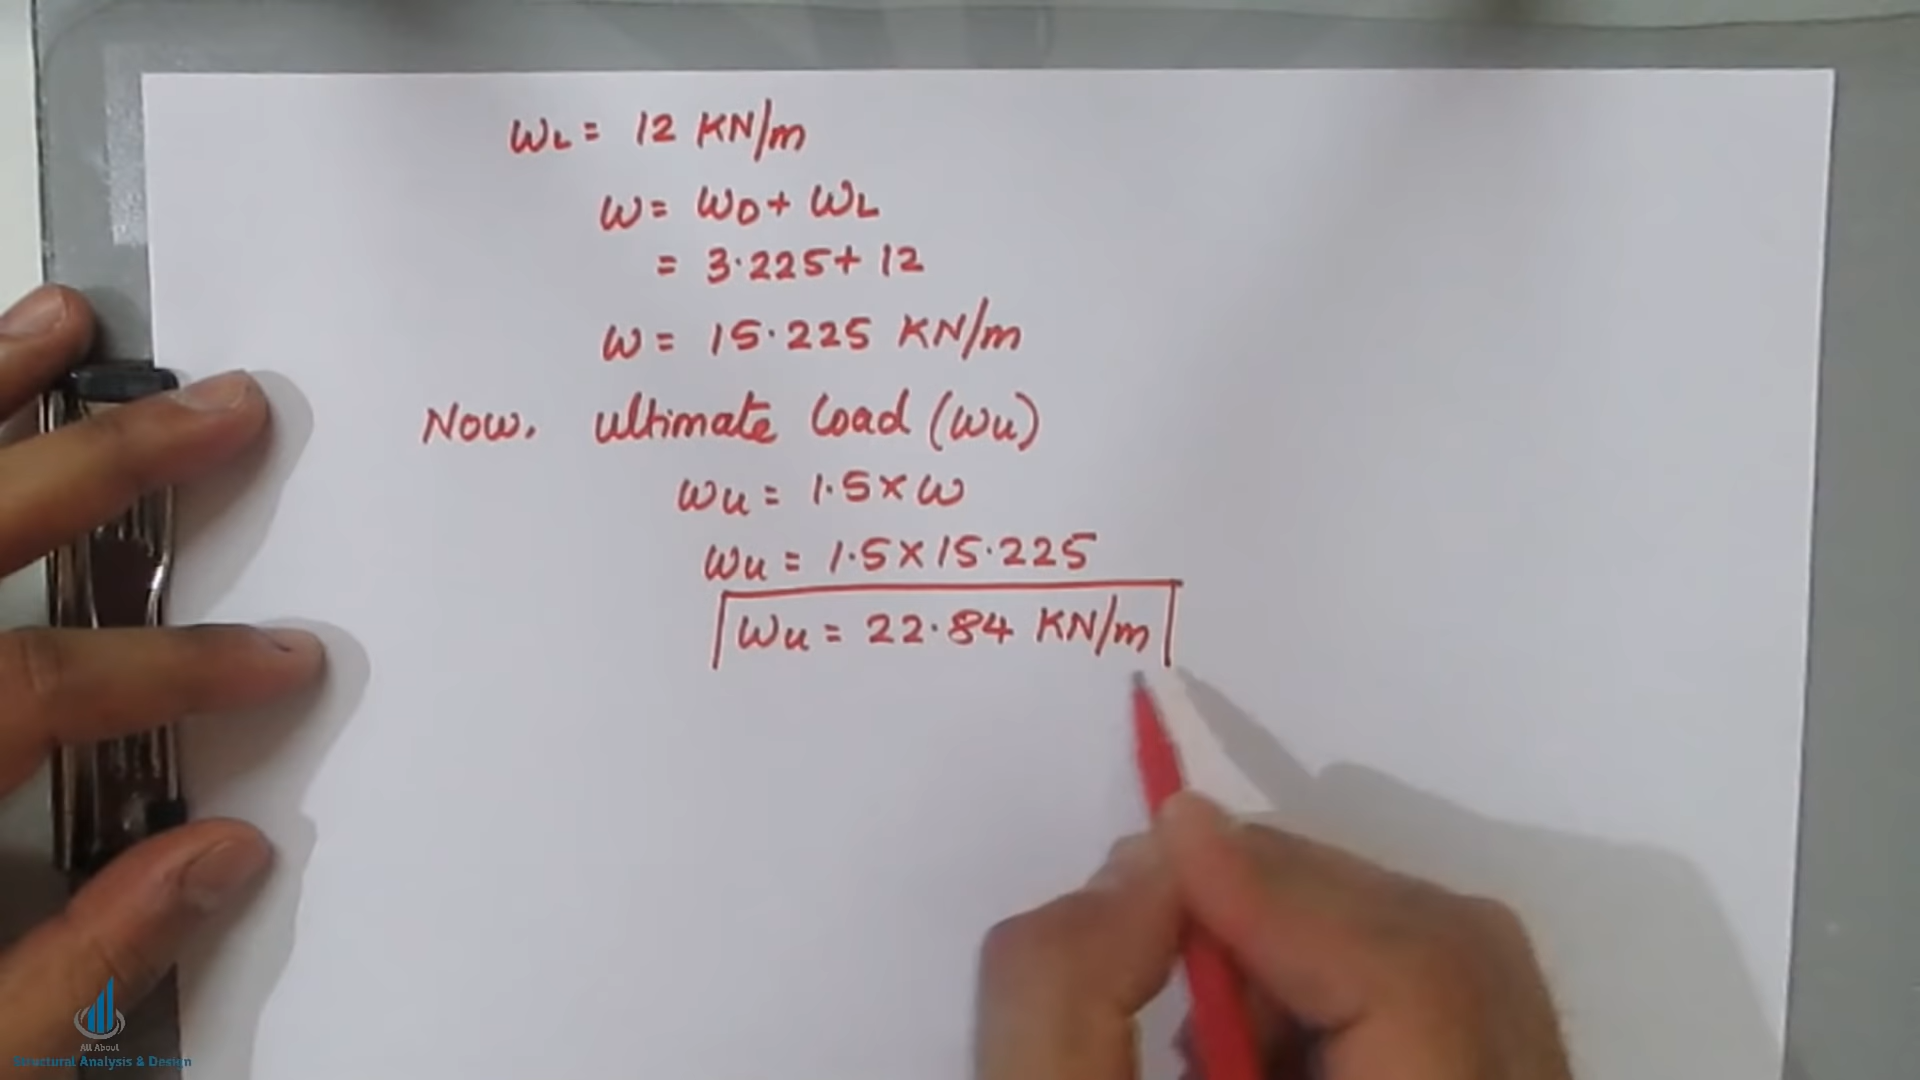 WL = 12 KN/m
W = WD + WL
= 3.225 + 12
W = 15.225 KN/m
Now, ultimate load (Wu)
Wu = 1.5 × W
Wu = 1.5 × 15.225
Wu = 22.84 KN/m
All About
Structural Analysis & Design